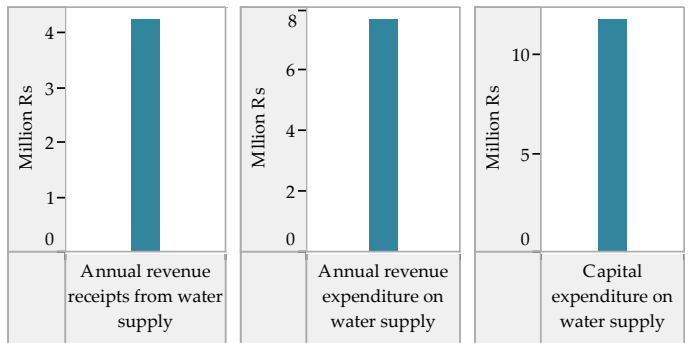 Million Rs
4
3
2
1
0
Annual revenue
receipts from water
supply
Mllion Rs
8
6
4
2
0
Annual revenue
expenditure on
water supply
Million Rs
10
5
0
Capital
expenditure on
water supply